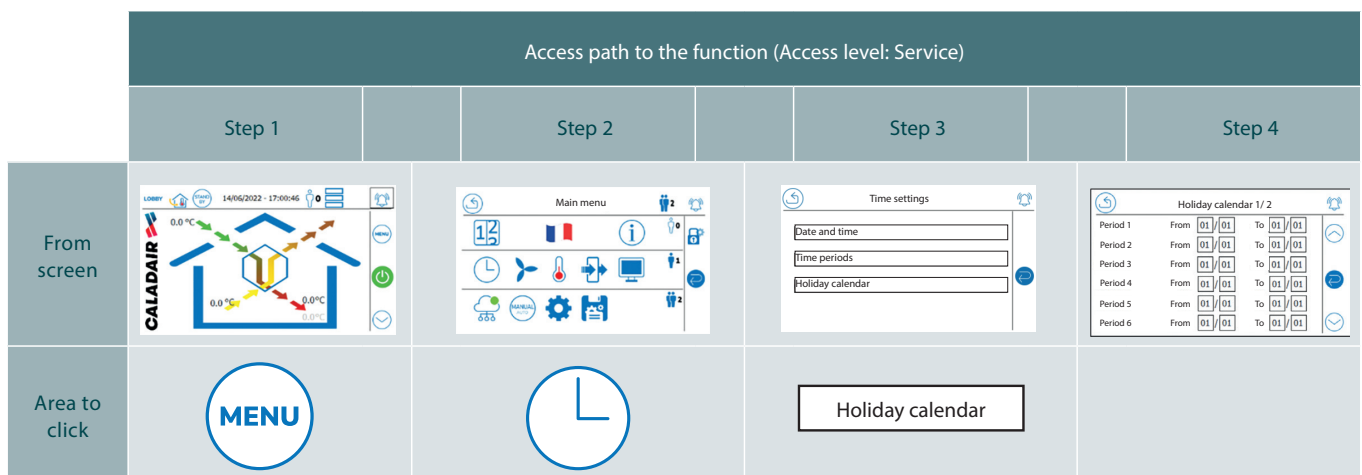 Access path to the function (Access level: Service)
Step 1
Step 2
Step 3
Step 4
From
screen
LOBBY STAND BY 14/06/2022 - 17:00:46 0
0.0 °C
MENU
CALADAIR
0.0 °C
0.0°C
0.0°C
Main menu 2
12
2
i
0
1
MANUAL
AUTO
2
Time settings
Date and time
Time periods
Holiday calendar
Holiday calendar 1/ 2
Period 1 From 01 / 01 To 01 / 01
Period 2 From 01 / 01 To 01 / 01
Period 3 From 01 / 01 To 01 / 01
Period 4 From 01 / 01 To 01 / 01
Period 5 From 01 / 01 To 01 / 01
Period 6 From 01 / 01 To 01 / 01
Area to
click
MENU
Holiday calendar